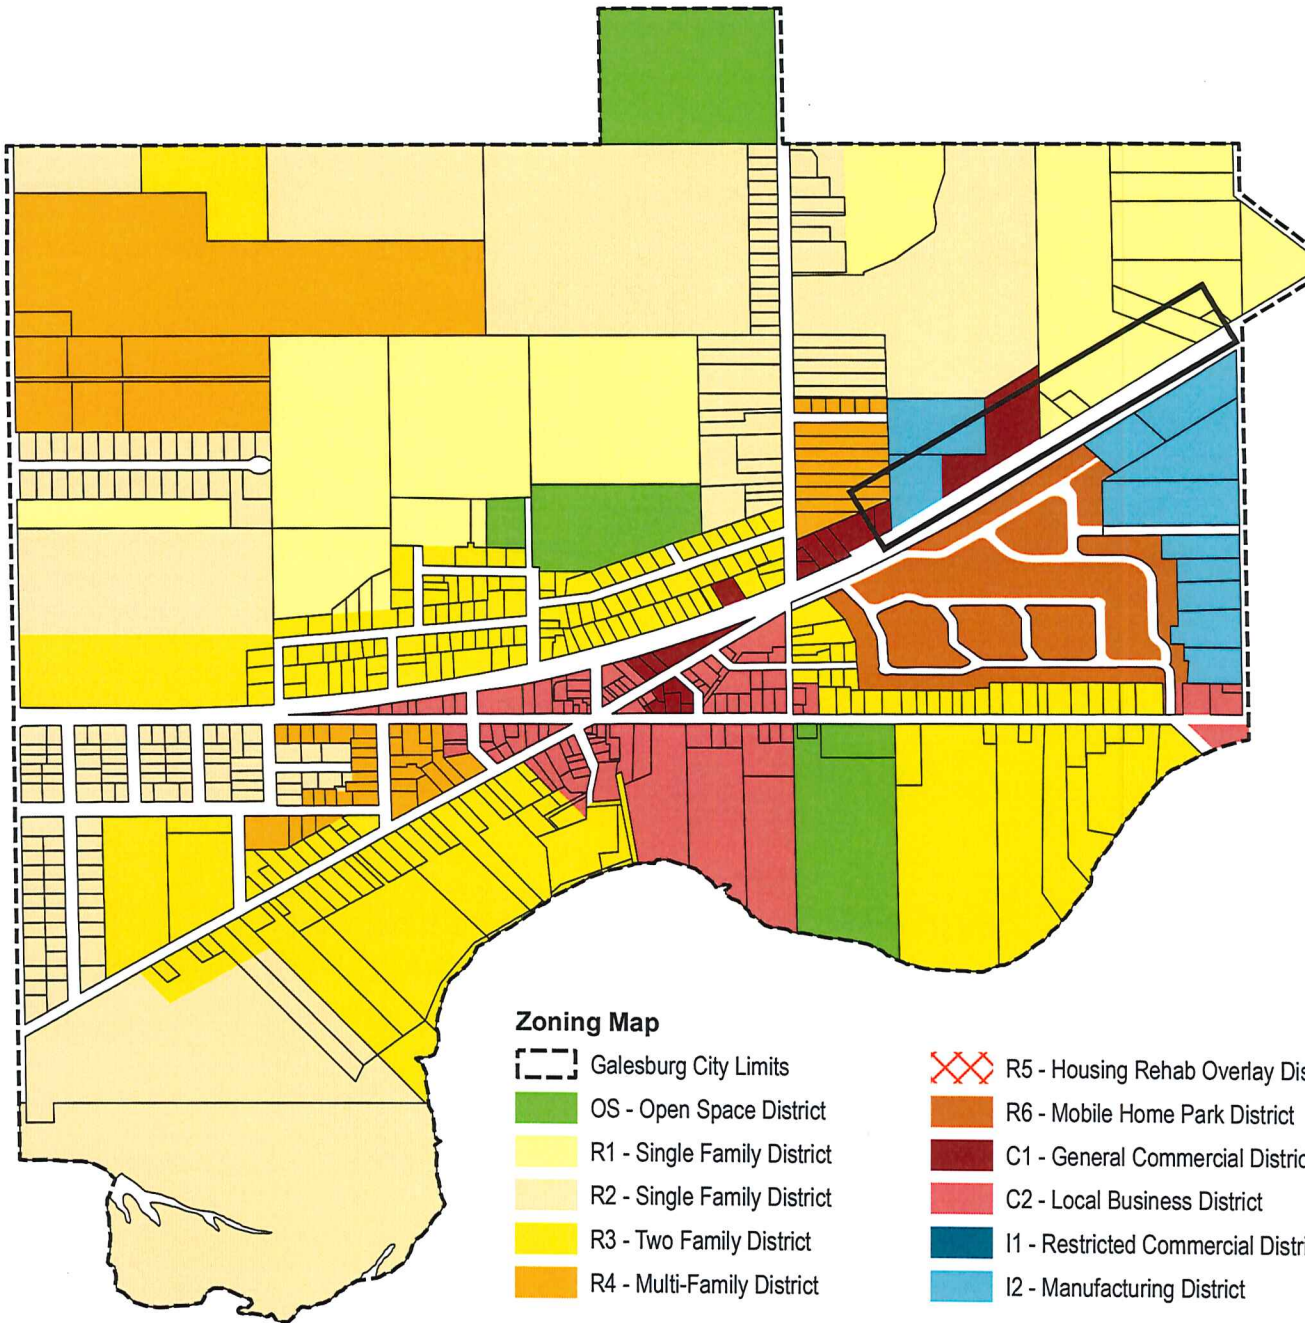 Zoning Map
Galesburg City Limits
OS - Open Space District
R1 - Single Family District
R2 - Single Family District
R3 - Two Family District
R4 - Multi-Family District
R5 - Housing Rehab Overlay Dis
R6 - Mobile Home Park District
C1 - General Commercial Distric
C2 - Local Business District
I1 - Restricted Commercial Distri
I2 - Manufacturing District